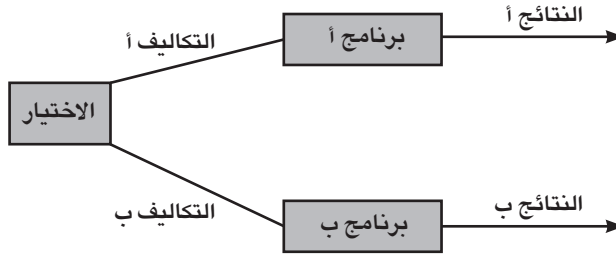 النتائج أ
برنامج أ
التكاليف أ
الاختيار
التكاليف ب
برنامج ب
النتائج ب